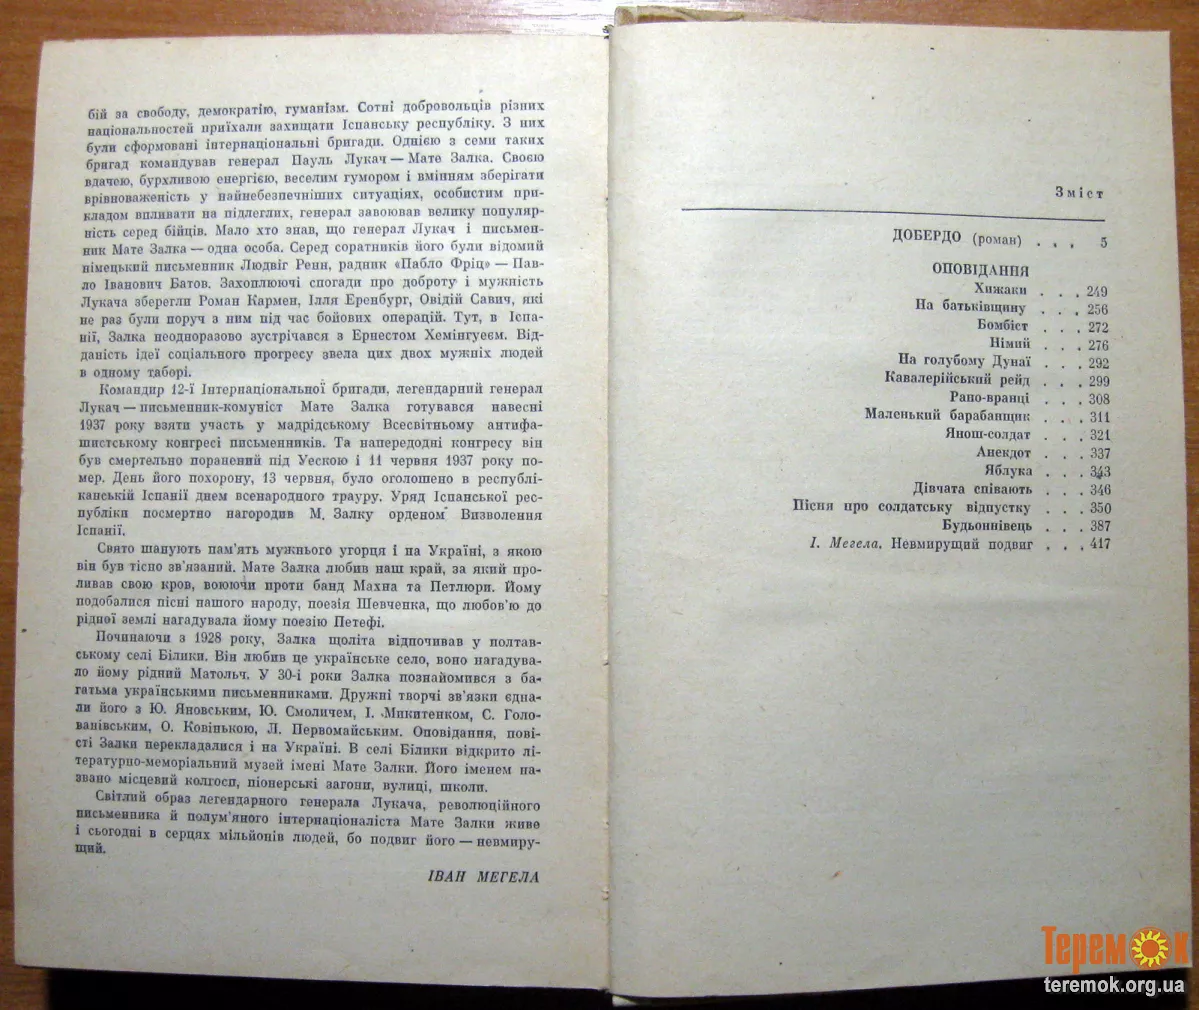 бій за свободу, демократію, гуманізм. Сотні добровольців різних
національностей приїхали захищати Іспанську республіку. З них
були сформовані інтернаціональні бригади. Однією з семи таких
бригад командував генерал Пауль Лукач — Мате Залка. Своєю
вдачею, бурхливою енергією, веселим гумором і вмінням зберігати
врівноваженість у найнебезпечніших ситуаціях, особистим при-
кладом впливати на підлеглих, генерал завоював велику популяр-
ність серед бійців. Мало хто знав, що генерал Лукач і письмен-
ник Мате Залка — одна особа. Серед соратників його були відомий
німецький письменник Людвіг Ренн, радник «Пабло Фріц» — Пав-
ло Іванович Батов. Захоплюючі спогади про доброту і мужність
Лукача зберегли Роман Кармен, Ілля Еренбург, Овідій Савич, які
не раз були поруч з ним під час бойових операцій. Тут, в Іспа-
нії, Залка неодноразово зустрічався з Ернестом Хемінгуеєм. Від-
даність ідеї соціального прогресу звела цих двох мужніх людей
в одному таборі.
Командир 12-ї Інтернаціональної бригади, легендарний генерал
Лукач — письменник-комуніст Мате Залка готувався навесні
1937 року взяти участь у мадрідському Всесвітньому антифа-
шистському конгресі письменників. Та напередодні конгресу він
був смертельно поранений під Уескою і 11 червня 1937 року по-
мер. День його похорону, 13 червня, було оголошено в республі-
канській Іспанії днем всенародного трауру. Уряд Іспанської рес-
публіки посмертно нагородив М. Залку орденом Визволення
Іспанії.
Свято шанують пам'ять мужнього угорця і на Україні, з якою
він був тісно зв'язаний. Мате Залка любив наш край, за який про-
ливав свою кров, воюючи проти банд Махна та Петлюри. Йому
подобалися пісні нашого народу, поезія Шевченка, що любов'ю до
рідної землі нагадувала йому поезію Петефі.
Починаючи з 1928 року, Залка щоліта відпочивав у полтав-
ському селі Білики. Він любив це українське село, воно нагадува-
ло йому рідний Матольч. У 30-і роки Залка познайомився з ба-
гатьма українськими письменниками. Дружні творчі зв'язки єдна-
ли його з Ю. Яновським, Ю. Смоличем, І. Микитенком, С. Голо-
ванівським, О. Ковінькою, Л. Первомайським. Оповідання, пові-
сті Залки перекладалися і на Україні. В селі Білики відкрито лі-
тературно-меморіальний музей імені Мате Залки. Його іменем на-
звано місцевий колгосп, піонерські загони, вулиці, школи.
Світлий образ легендарного генерала Лукача, революційного
письменника й полум'яного інтернаціоналіста Мате Залки живе
і сьогодні в серцях мільйонів людей, бо подвиг його — невмиру-
щий.
ІВАН МЕГЕЛА
Зміст
ДОБЕРДО (роман) . . . 5
ОПОВІДАННЯ
Хижаки . . . 249
На батьківщину . . . 256
Бомбіст . . . 272
Німий . . . 276
На голубому Дунаї . . . 292
Кавалерійський рейд . . . 299
Рано-вранці . . . 308
Маленький барабанщик . . . 311
Янош-солдат . . . 321
Анекдот . . . 337
Яблука . . . 343
Дівчата співають . . . 346
Пісня про солдатську відпустку . . . 350
Будьоннівець . . . 387
І. Мегела. Невмирущий подвиг . . . 417
Теремок
teremok.org.ua